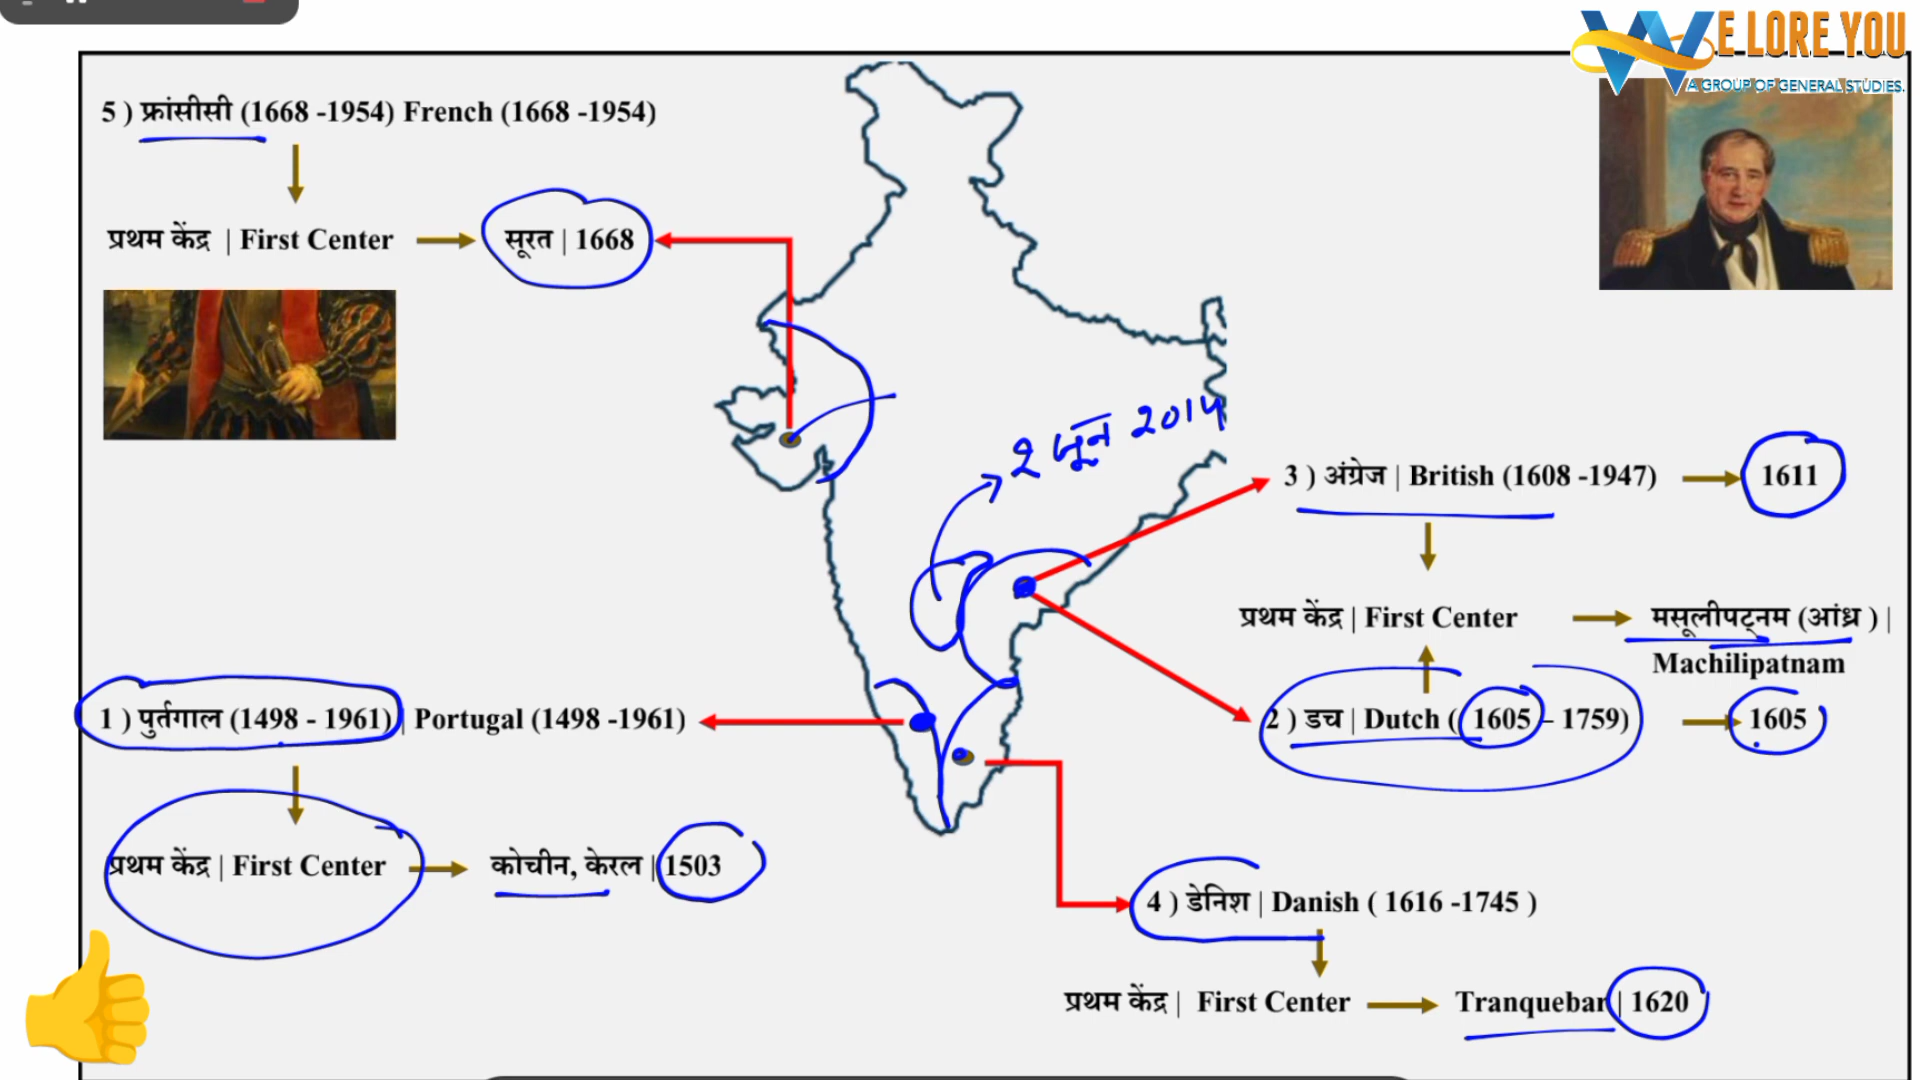 WE LORE YOU
A GROUP OF GENERAL STUDIES.
5 ) फ्रांसीसी (1668 -1954) French (1668 -1954)
प्रथम केंद्र | First Center
सूरत | 1668
2 जून 2014
3 ) अंग्रेज | British (1608 -1947)
1611
प्रथम केंद्र | First Center
मसूलीपट्नम (आंध्र ) |
Machilipatnam
1 ) पुर्तगाल (1498 - 1961) | Portugal (1498 -1961)
2 ) डच | Dutch ( 1605 – 1759)
1605
प्रथम केंद्र | First Center
कोचीन, केरल | 1503
4 ) डेनिश | Danish ( 1616 -1745 )
प्रथम केंद्र | First Center
Tranquebar | 1620